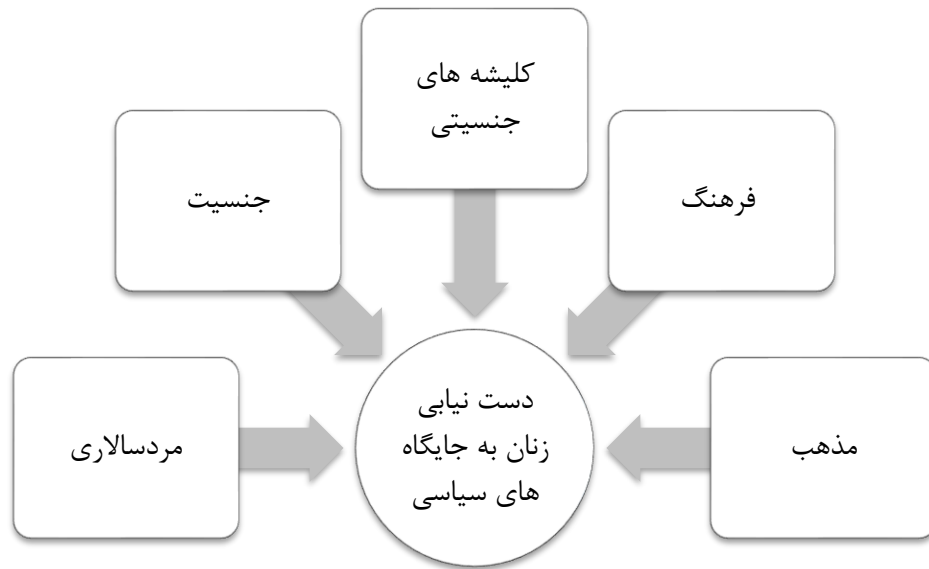 کلیشه های
جنسیتی
فرهنگ
جنسیت
مذهب
مردسالاری
دست نیابی
زنان به جایگاه
های سیاسی